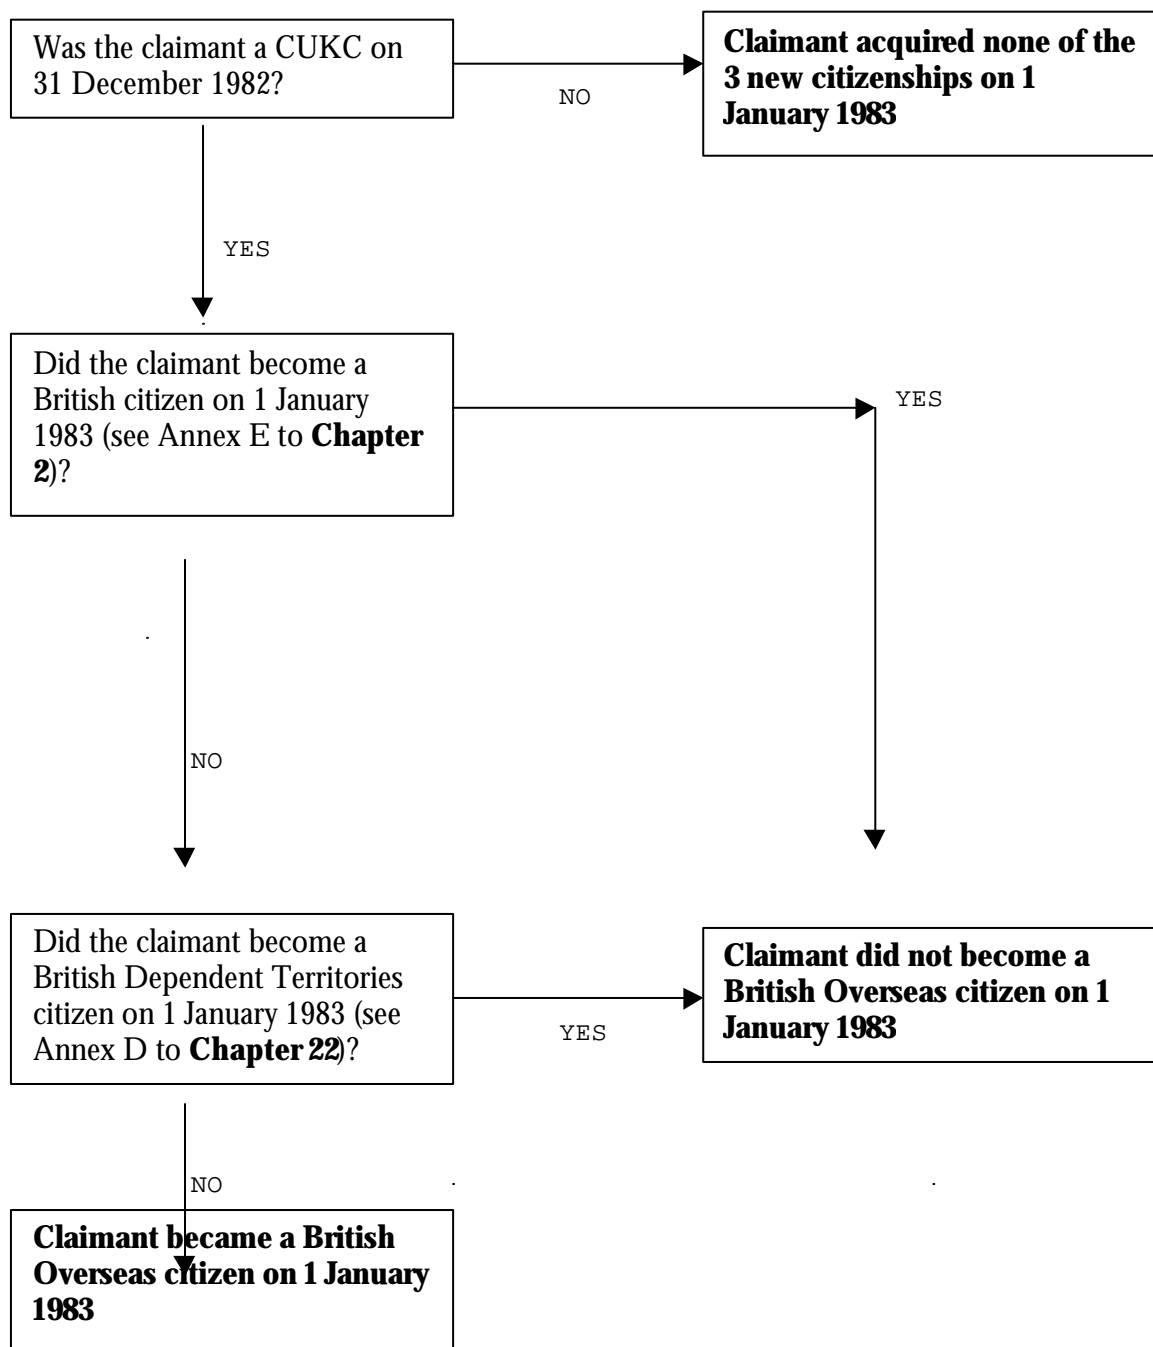 Was the claimant a CUKC on
31 December 1982?
NO
Claimant acquired none of the
3 new citizenships on 1
January 1983
YES
Did the claimant become a
British citizen on 1 January
1983 (see Annex E to Chapter
2)?
YES
NO
Did the claimant become a
British Dependent Territories
citizen on 1 January 1983 (see
Annex D to Chapter 22)?
YES
Claimant did not become a
British Overseas citizen on 1
January 1983
NO
Claimant became a British
Overseas citizen on 1 January
1983